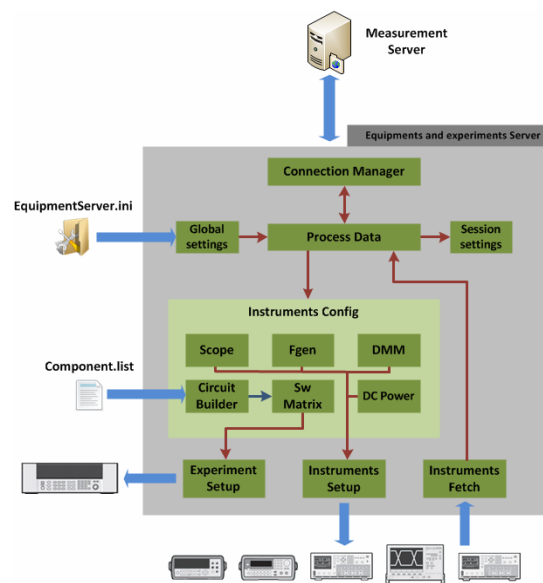 Measurement
Server
Equipments and experiments Server
Connection Manager
EquipmentServer.ini
Global
settings
Process Data
Session
settings
Instruments Config
Scope
Fgen
DMM
Component.list
Circuit
Builder
Sw
Matrix
DC Power
Experiment
Setup
Instruments
Setup
Instruments
Fetch